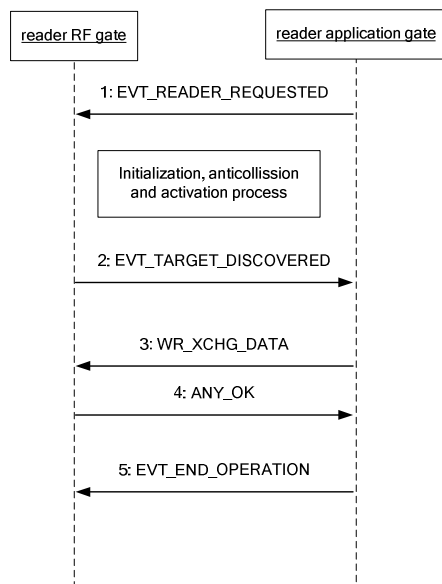 reader RF gate
reader application gate
1: EVT_READER_REQUESTED
Initialization, anticollission
and activation process
2: EVT_TARGET_DISCOVERED
3: WR_XCHG_DATA
4: ANY_OK
5: EVT_END_OPERATION